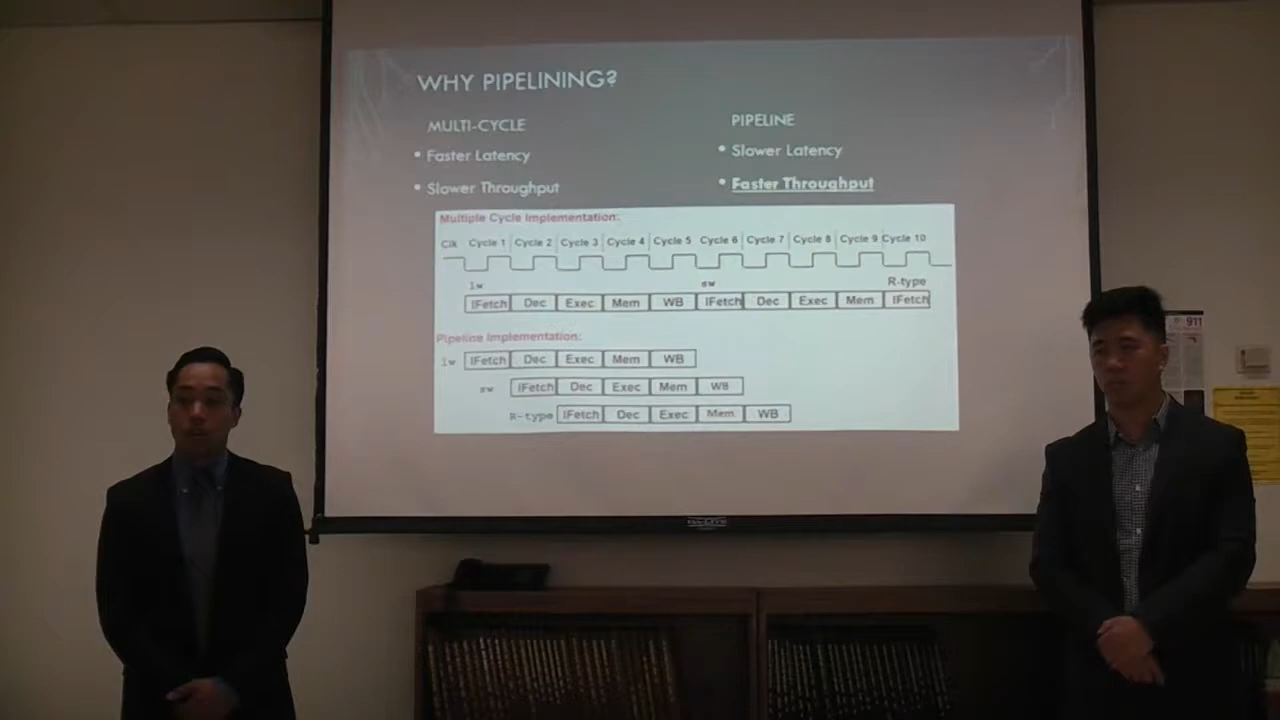 WHY PIPELINING?
MULTI-CYCLE
• Faster Latency
• Slower Throughput
PIPELINE
• Slower Latency
• Faster Throughput
Multiple Cycle Implementation:
Clk Cycle 1 Cycle 2 Cycle 3 Cycle 4 Cycle 5 Cycle 6 Cycle 7 Cycle 8 Cycle 9 Cycle 10
lw sw R-type
IFetch Dec Exec Mem WB IFetch Dec Exec Mem IFetch
Pipeline Implementation:
lw IFetch Dec Exec Mem WB
sw IFetch Dec Exec Mem WB
R-type IFetch Dec Exec Mem WB
DA-LITE
911